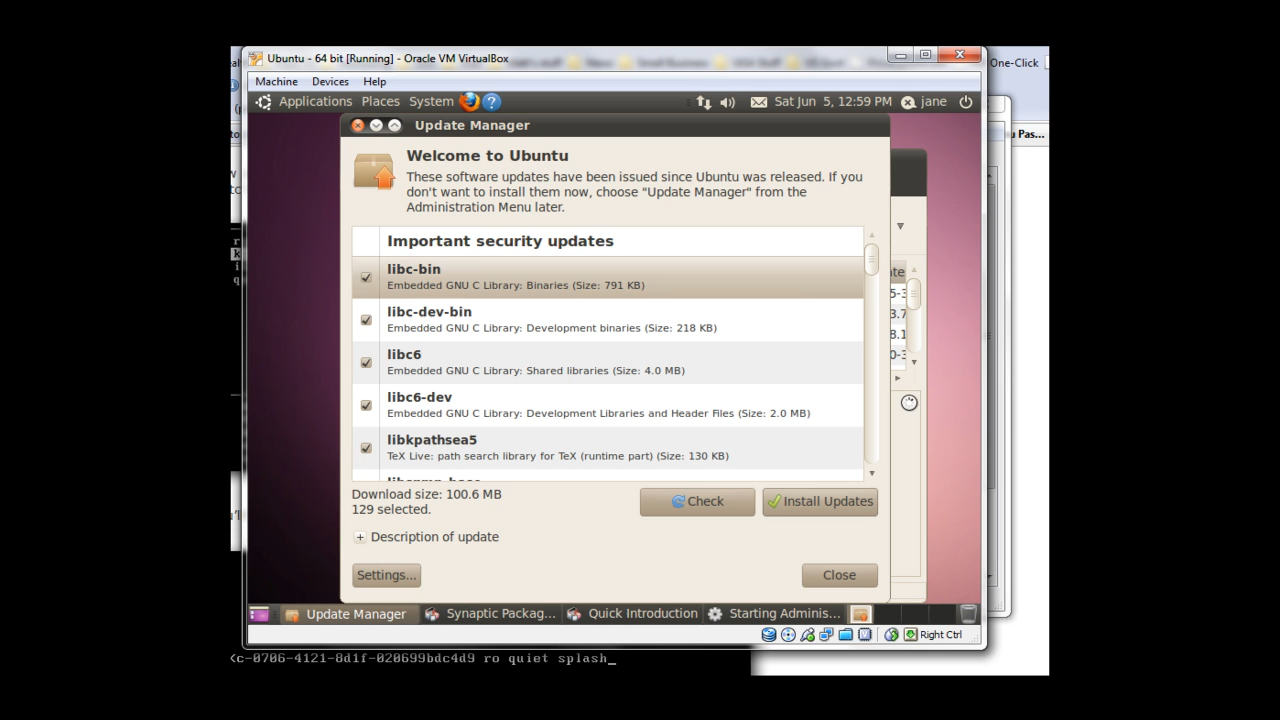 Ubuntu - 64 bit [Running] - Oracle VM VirtualBox
One-Click
Machine Devices Help
Applications Places System ? Sat Jun 5, 12:59 PM jane
Update Manager
u Pas...
Welcome to Ubuntu
These software updates have been issued since Ubuntu was released. If you
don't want to install them now, choose "Update Manager" from the
Administration Menu later.
Important security updates
libc-bin
Embedded GNU C Library: Binaries (Size: 791 KB)
libc-dev-bin
Embedded GNU C Library: Development binaries (Size: 218 KB)
libc6
Embedded GNU C Library: Shared libraries (Size: 4.0 MB)
libc6-dev
Embedded GNU C Library: Development Libraries and Header Files (Size: 2.0 MB)
libkpathsea5
TeX Live: path search library for TeX (runtime part) (Size: 130 KB)
Download size: 100.6 MB
129 selected.
Check
Install Updates
Description of update
Settings...
Close
Update Manager Synaptic Packag... Quick Introduction Starting Adminis...
Right Ctrl
<c-0706-4121-8d1f-020699bdc4d9 ro quiet splash_